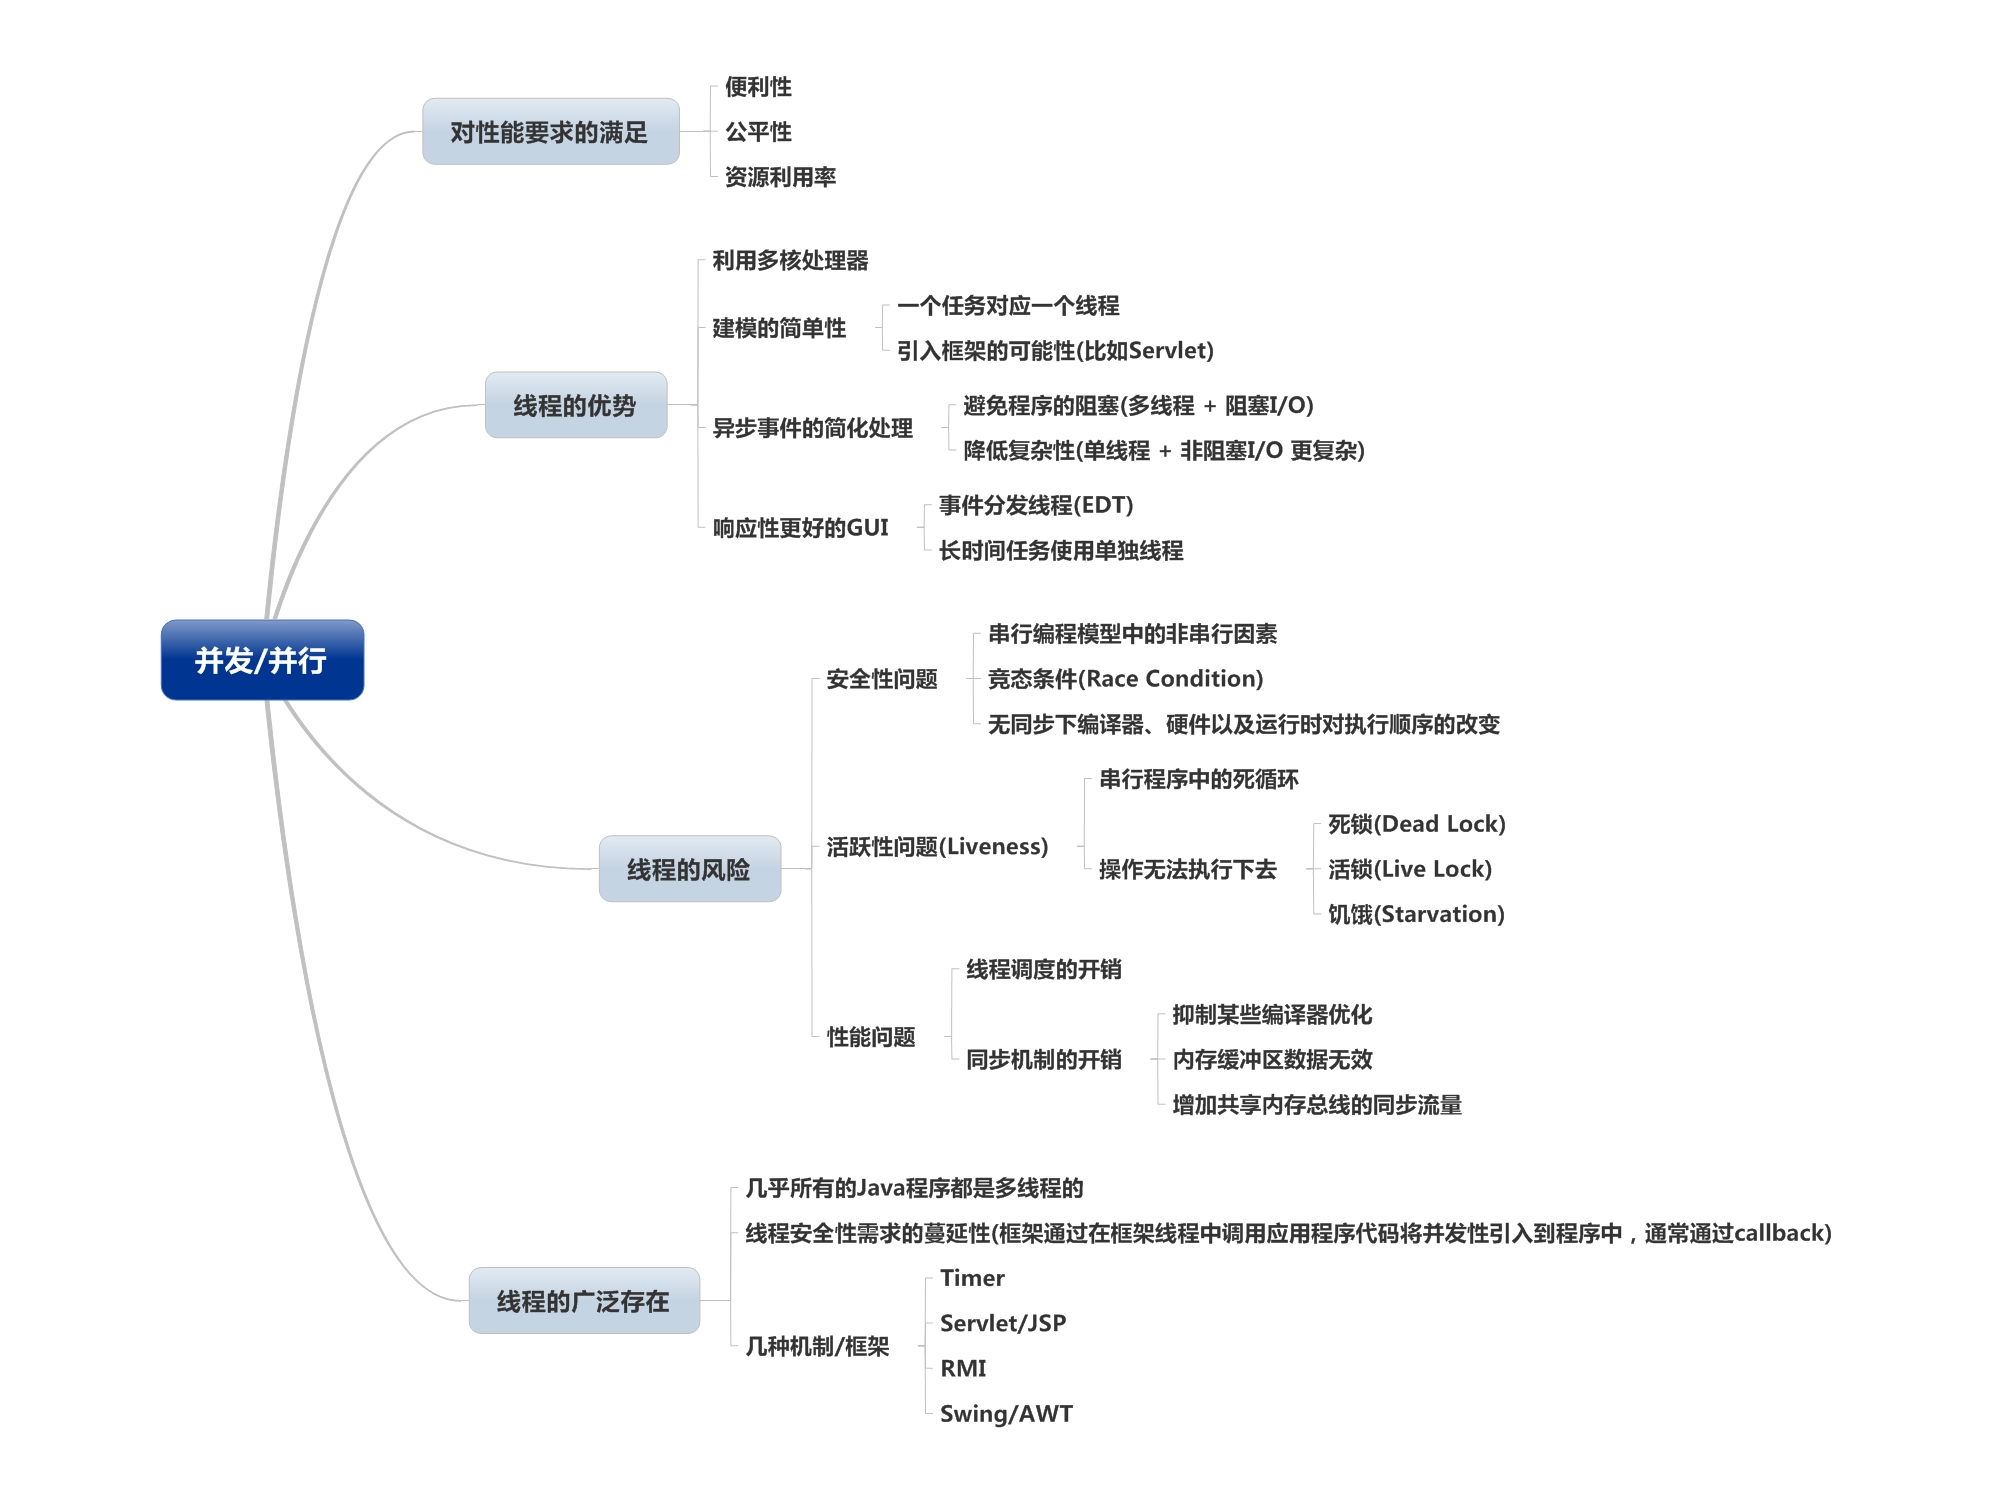 并发/并行
对性能要求的满足
便利性
公平性
资源利用率
线程的优势
利用多核处理器
建模的简单性
一个任务对应一个线程
引入框架的可能性(比如Servlet)
异步事件的简化处理
避免程序的阻塞(多线程 + 阻塞I/O)
降低复杂性(单线程 + 非阻塞I/O 更复杂)
响应性更好的GUI
事件分发线程(EDT)
长时间任务使用单独线程
线程的风险
安全性问题
串行编程模型中的非串行因素
竞态条件(Race Condition)
无同步下编译器、硬件以及运行时对执行顺序的改变
活跃性问题(Liveness)
串行程序中的死循环
操作无法执行下去
死锁(Dead Lock)
活锁(Live Lock)
饥饿(Starvation)
性能问题
线程调度的开销
同步机制的开销
抑制某些编译器优化
内存缓冲区数据无效
增加共享内存总线的同步流量
线程的广泛存在
几乎所有的Java程序都是多线程的
线程安全性需求的蔓延性(框架通过在框架线程中调用应用程序代码将并发性引入到程序中，通常通过callback)
几种机制/框架
Timer
Servlet/JSP
RMI
Swing/AWT